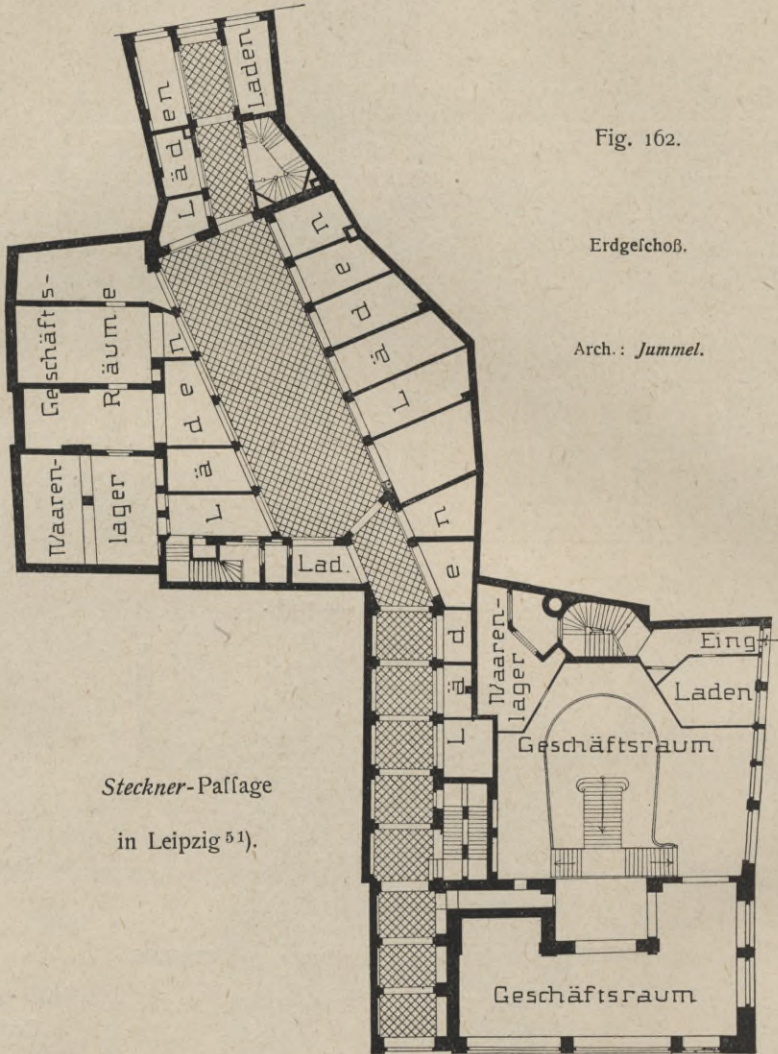 Fig. 162.
Erdgeſchoß.
Arch.: Jummel.
Steckner-Paſſage
in Leipzig 51).
Laden
Läden
Läden
Geschäfts-
Räume
Läden
Waaren-
lager
Lad.
Läden
Waaren-
lager
Eing
Laden
Geschäftsraum
Geschäftsraum